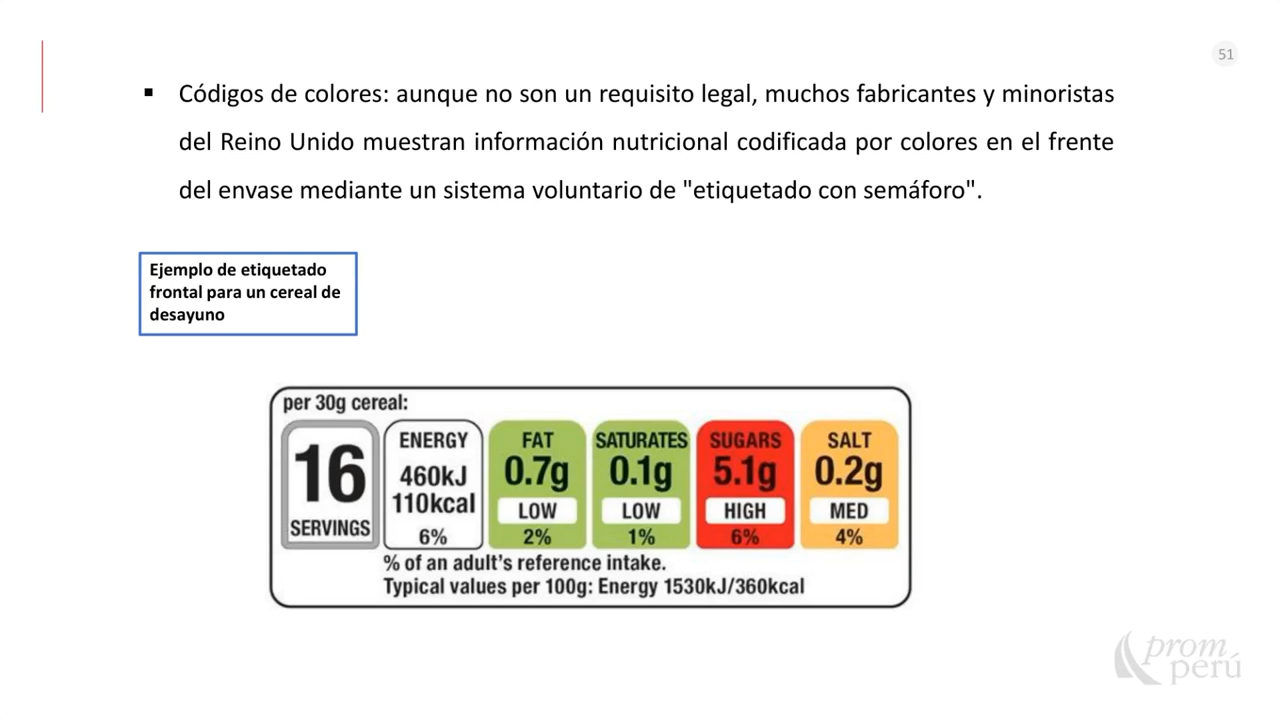 51
▪ Códigos de colores: aunque no son un requisito legal, muchos fabricantes y minoristas
del Reino Unido muestran información nutricional codificada por colores en el frente
del envase mediante un sistema voluntario de "etiquetado con semáforo".
Ejemplo de etiquetado
frontal para un cereal de
desayuno
per 30g cereal:
16
SERVINGS
ENERGY
460kJ
110kcal
6%
FAT
0.7g
LOW
2%
SATURATES
0.1g
LOW
1%
SUGARS
5.1g
HIGH
6%
SALT
0.2g
MED
4%
% of an adult's reference intake.
Typical values per 100g: Energy 1530kJ/360kcal
prom
perú